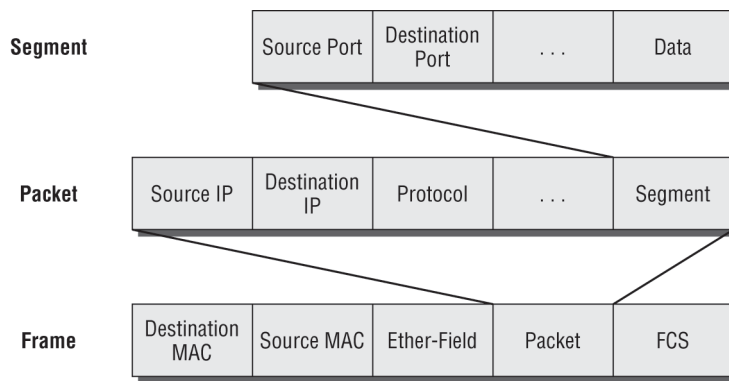 Segment
Source Port
Destination
Port
. . .
Data
Packet
Source IP
Destination
IP
Protocol
. . .
Segment
Frame
Destination
MAC
Source MAC
Ether-Field
Packet
FCS